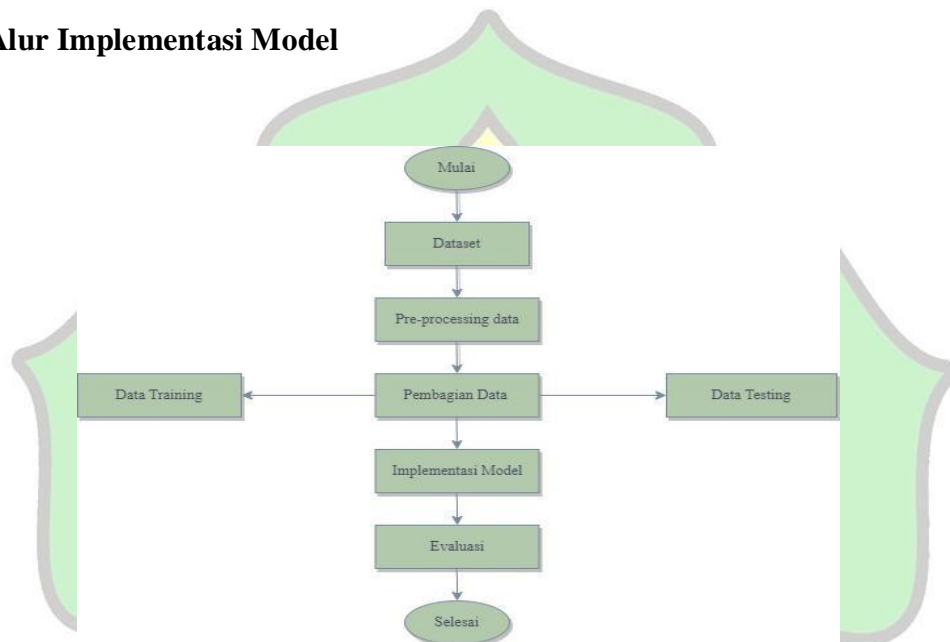 Alur Implementasi Model
Mulai
Dataset
Pre-processing data
Data Training
Pembagian Data
Data Testing
Implementasi Model
Evaluasi
Selesai